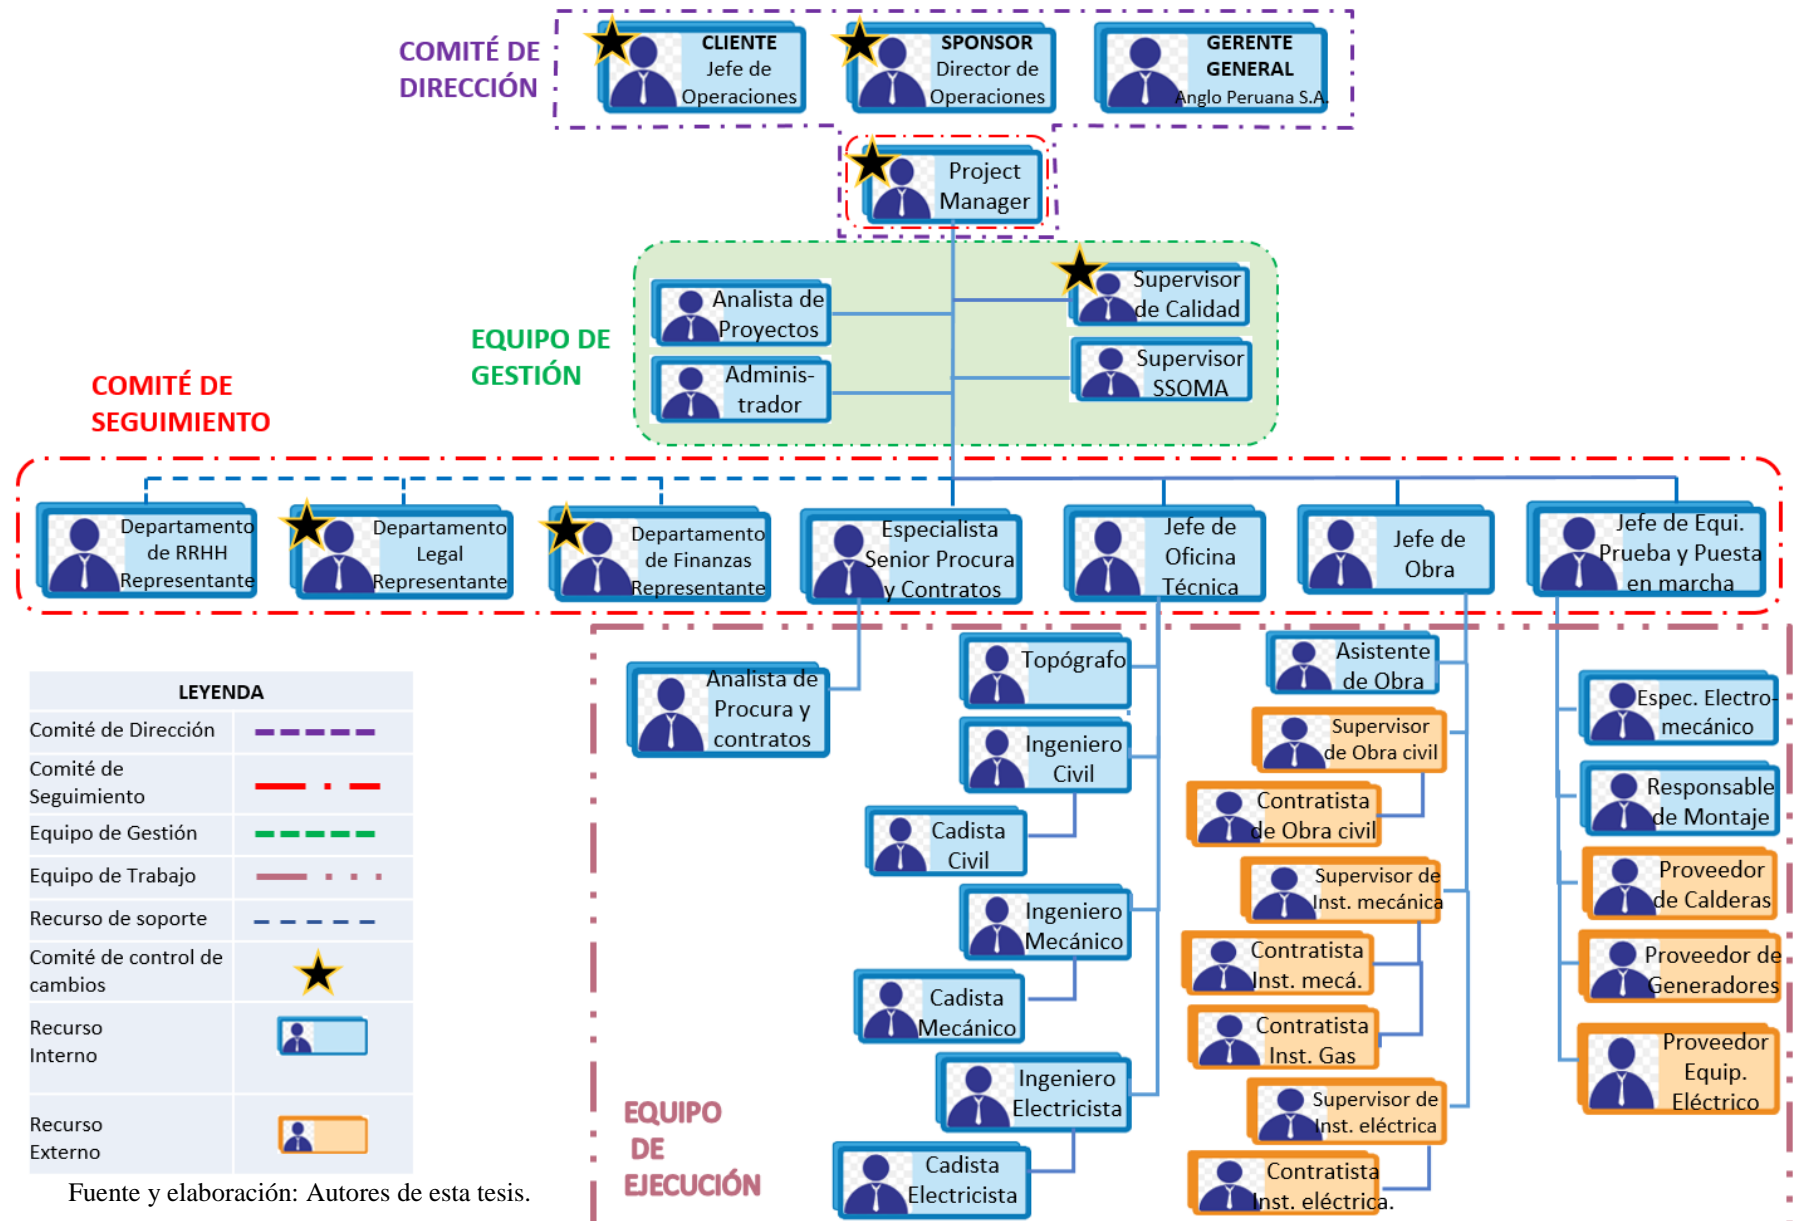 COMITÉ DE
DIRECCIÓN
CLIENTE
Jefe de
Operaciones
SPONSOR
Director de
Operaciones
GERENTE
GENERAL
Anglo Peruana S.A.
Project
Manager
EQUIPO DE
GESTIÓN
Analista de
Proyectos
Supervisor
de Calidad
Adminis-
trador
Supervisor
SSOMA
COMITÉ DE
SEGUIMIENTO
Departamento
de RRHH
Representante
Departamento
Legal
Representante
Departamento
de Finanzas
Representante
Especialista
Senior Procura
y Contratos
Jefe de
Oficina
Técnica
Jefe de
Obra
Jefe de Equi.
Prueba y Puesta
en marcha
Analista de
Procura y
contratos
Topógrafo
Ingeniero
Civil
Cadista
Civil
Ingeniero
Mecánico
Cadista
Mecánico
Ingeniero
Electricista
Cadista
Electricista
Asistente
de Obra
Supervisor
de Obra civil
Contratista
de Obra civil
Supervisor de
Inst. mecánica
Contratista
Inst. mecá.
Contratista
Inst. Gas
Supervisor de
Inst. eléctrica
Contratista
Inst. eléctrica.
Espec. Electro-
mecánico
Responsable
de Montaje
Proveedor
de Calderas
Proveedor de
Generadores
Proveedor
Equip.
Eléctrico
EQUIPO
DE
EJECUCIÓN
LEYENDA
Comité de Dirección
Comité de
Seguimiento
Equipo de Gestión
Equipo de Trabajo
Recurso de soporte
Comité de control de
cambios
Recurso
Interno
Recurso
Externo
Fuente y elaboración: Autores de esta tesis.